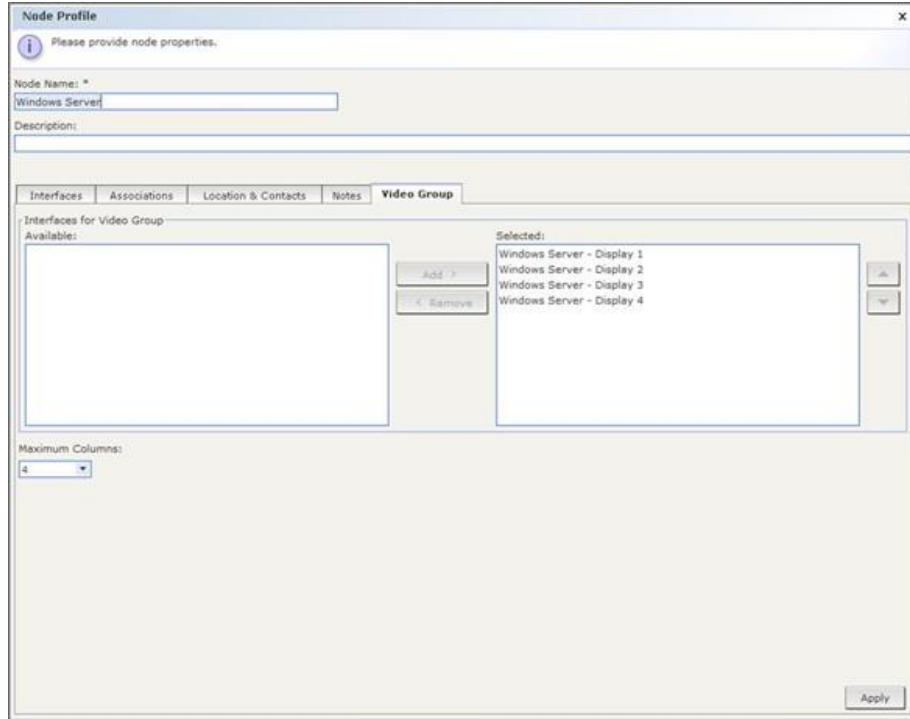 Node Profile x
Please provide node properties.
Node Name: *
Windows Server
Description:
Interfaces Associations Location & Contacts Notes Video Group
Interfaces for Video Group
Available: Selected:
Windows Server - Display 1
Windows Server - Display 2
Windows Server - Display 3
Windows Server - Display 4
Add >
< Remove
Maximum Columns:
4
Apply